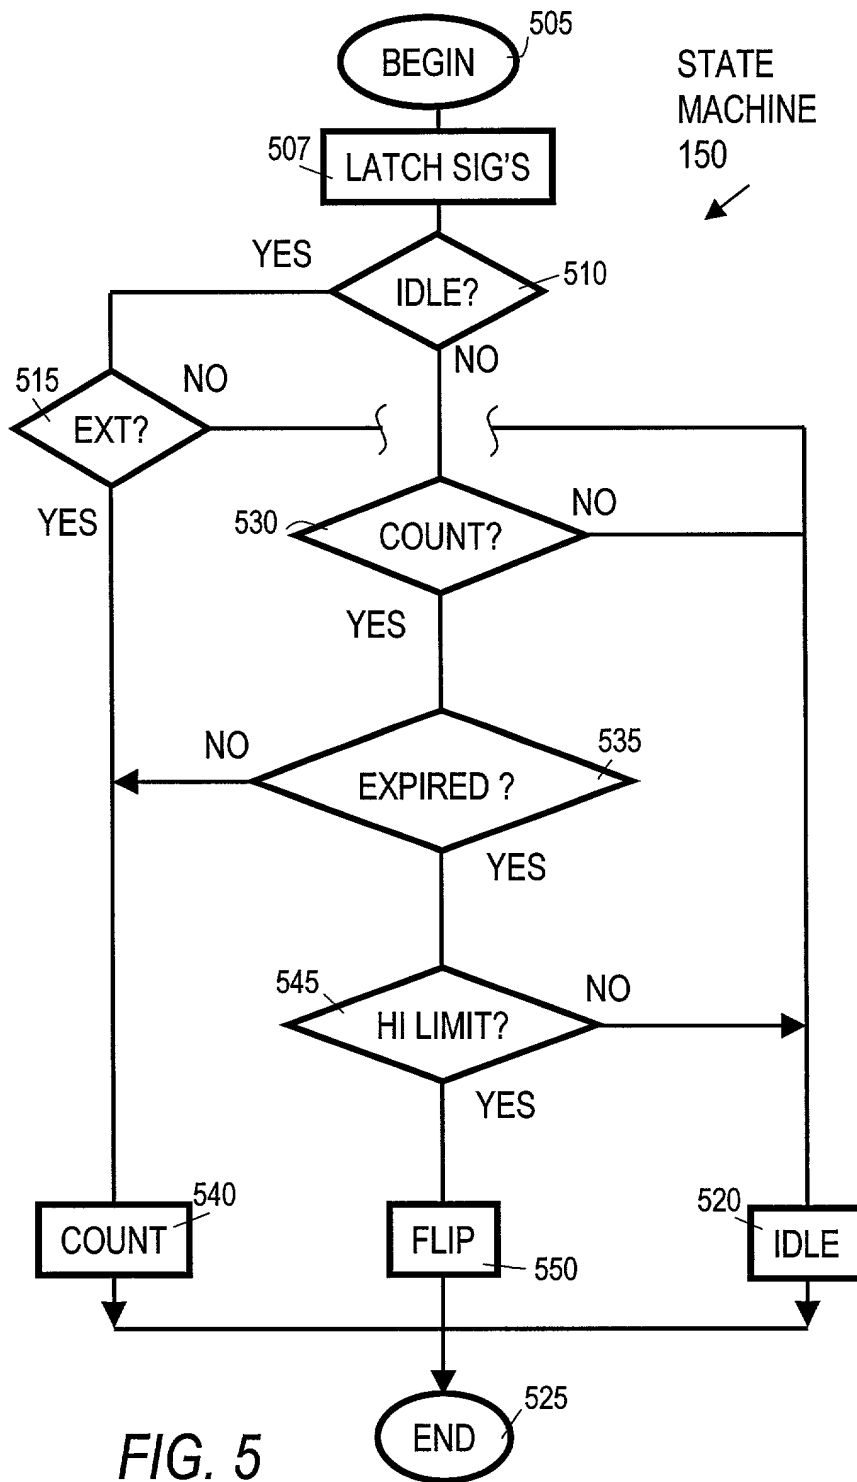 BEGIN
505
STATE
MACHINE
150
507
LATCH SIG'S
YES
IDLE?
510
NO
515
EXT?
NO
YES
530
COUNT?
NO
YES
NO
EXPIRED ?
535
YES
545
HI LIMIT?
NO
YES
COUNT
540
FLIP
550
520
IDLE
END
525
FIG. 5